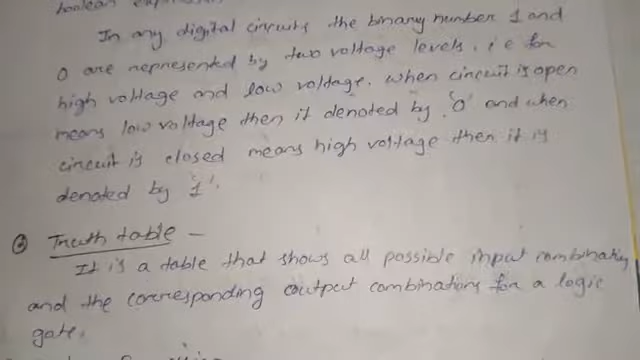 boolean
In any digital circuits the binary number 1 and
0 are represented by two voltage levels, i.e for
high voltage and low voltage. When circuit is open
means low voltage then it denoted by '0' and when
circuit is closed means high voltage then it is
denoted by '1'.
③ Truth table -
It is a table that shows all possible input combinations
and the corresponding output combinations for a logic
gate.